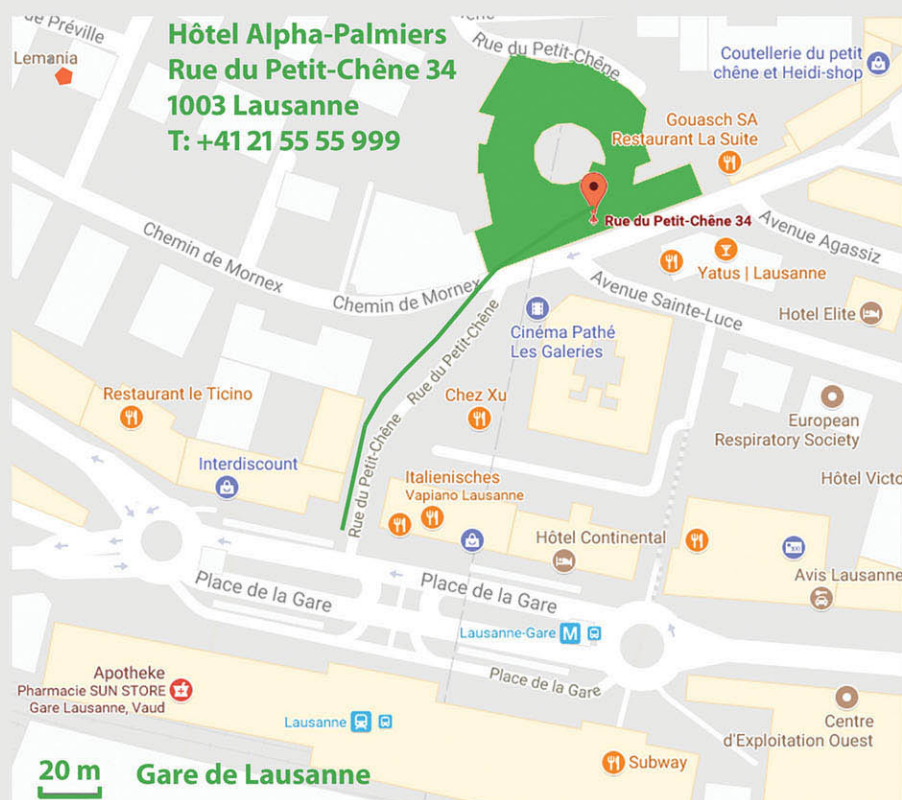 Hôtel Alpha-Palmiers
Rue du Petit-Chêne 34
1003 Lausanne
T: +41 21 55 55 999
de Préville
Lemania
Rue du Petit-Chêne
Coutellerie du petit
chêne et Heidi-shop
Gouasch SA
Restaurant La Suite
Rue du Petit-Chêne 34
Avenue Agassiz
Yatus | Lausanne
Chemin de Mornex
Chemin de Mornex
Avenue Sainte-Luce
Hotel Elite
Rue du Petit-Chêne
Cinéma Pathé
Les Galeries
Restaurant le Ticino
Chez Xu
European
Respiratory Society
Rue du Petit-Chêne
Interdiscount
Italienisches
Vapiano Lausanne
Hôtel Victo
Hôtel Continental
Avis Lausanne
Place de la Gare
Place de la Gare
Lausanne-Gare M
Place de la Gare
Apotheke
Pharmacie SUN STORE
Gare Lausanne, Vaud
Lausanne
Centre
d'Exploitation Ouest
Subway
20 m
Gare de Lausanne